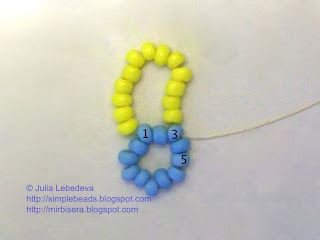 1 3
5
© Julia Lebedeva
http://simplebeads.blogspot.com
http://mirbisera.blogspot.com